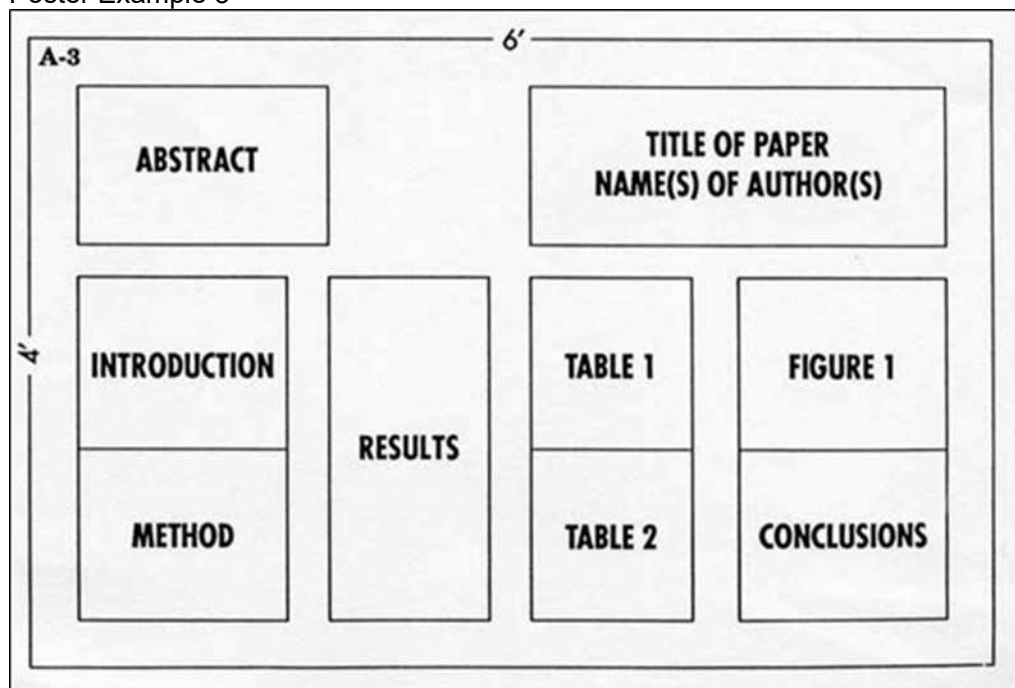 Poster Example 3
6'
A-3
ABSTRACT
TITLE OF PAPER
NAME(S) OF AUTHOR(S)
4'
INTRODUCTION
METHOD
RESULTS
TABLE 1
TABLE 2
FIGURE 1
CONCLUSIONS